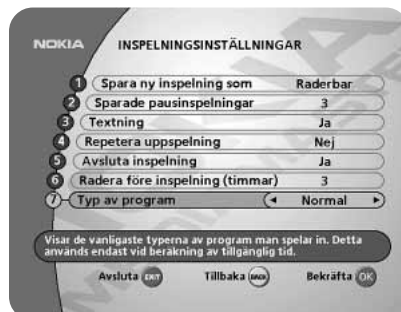 NOKIA
INSPELNINGSINSTÄLLNINGAR
1 Spara ny inspelning som Raderbar
2 Sparade pausinspelningar 3
3 Textning Ja
4 Repetera uppspelning Nej
5 Avsluta inspelning Ja
6 Radera före inspelning (timmar) 3
7 Typ av program Normal
Visar de vanligaste typerna av program man spelar in. Detta
används endast vid beräkning av tillgänglig tid.
Avsluta EXIT Tillbaka BACK Bekräfta OK